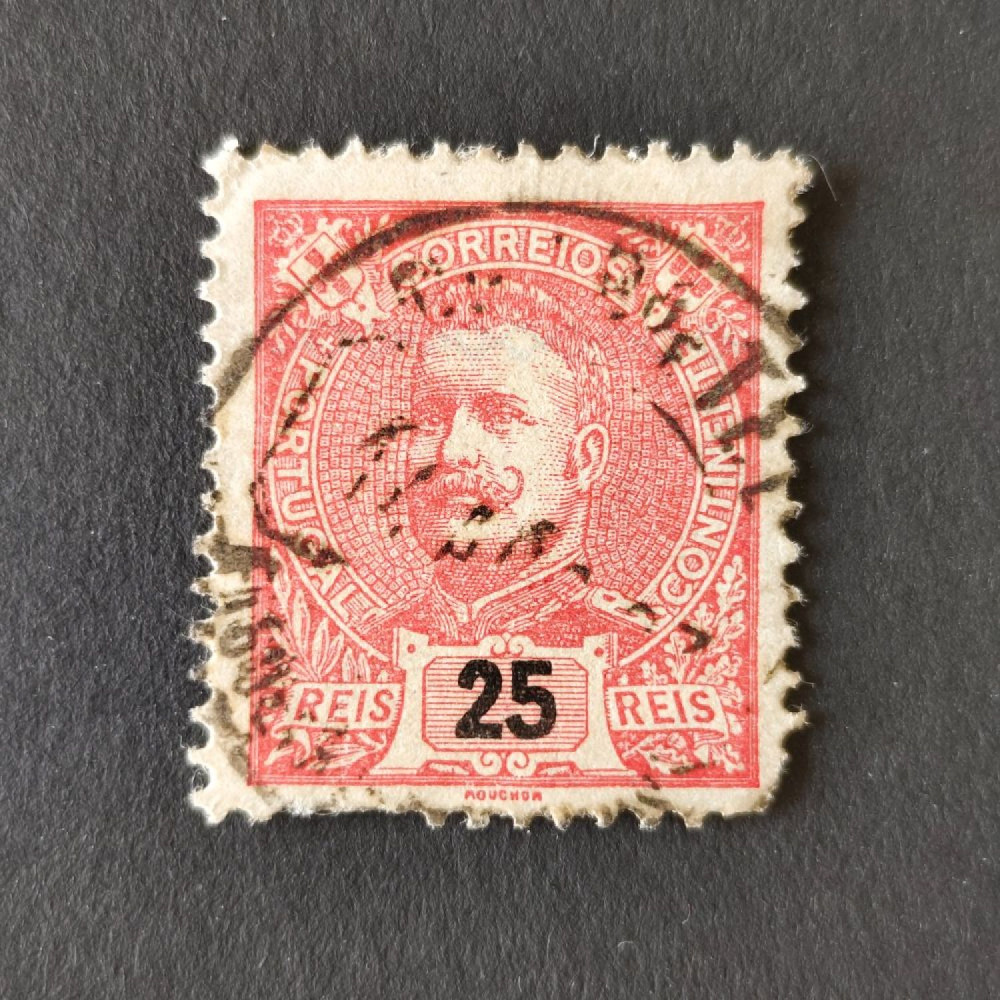 CORREIOS
PORTUGAL
CONTINENTE
25
REIS
REIS
MOUCHON